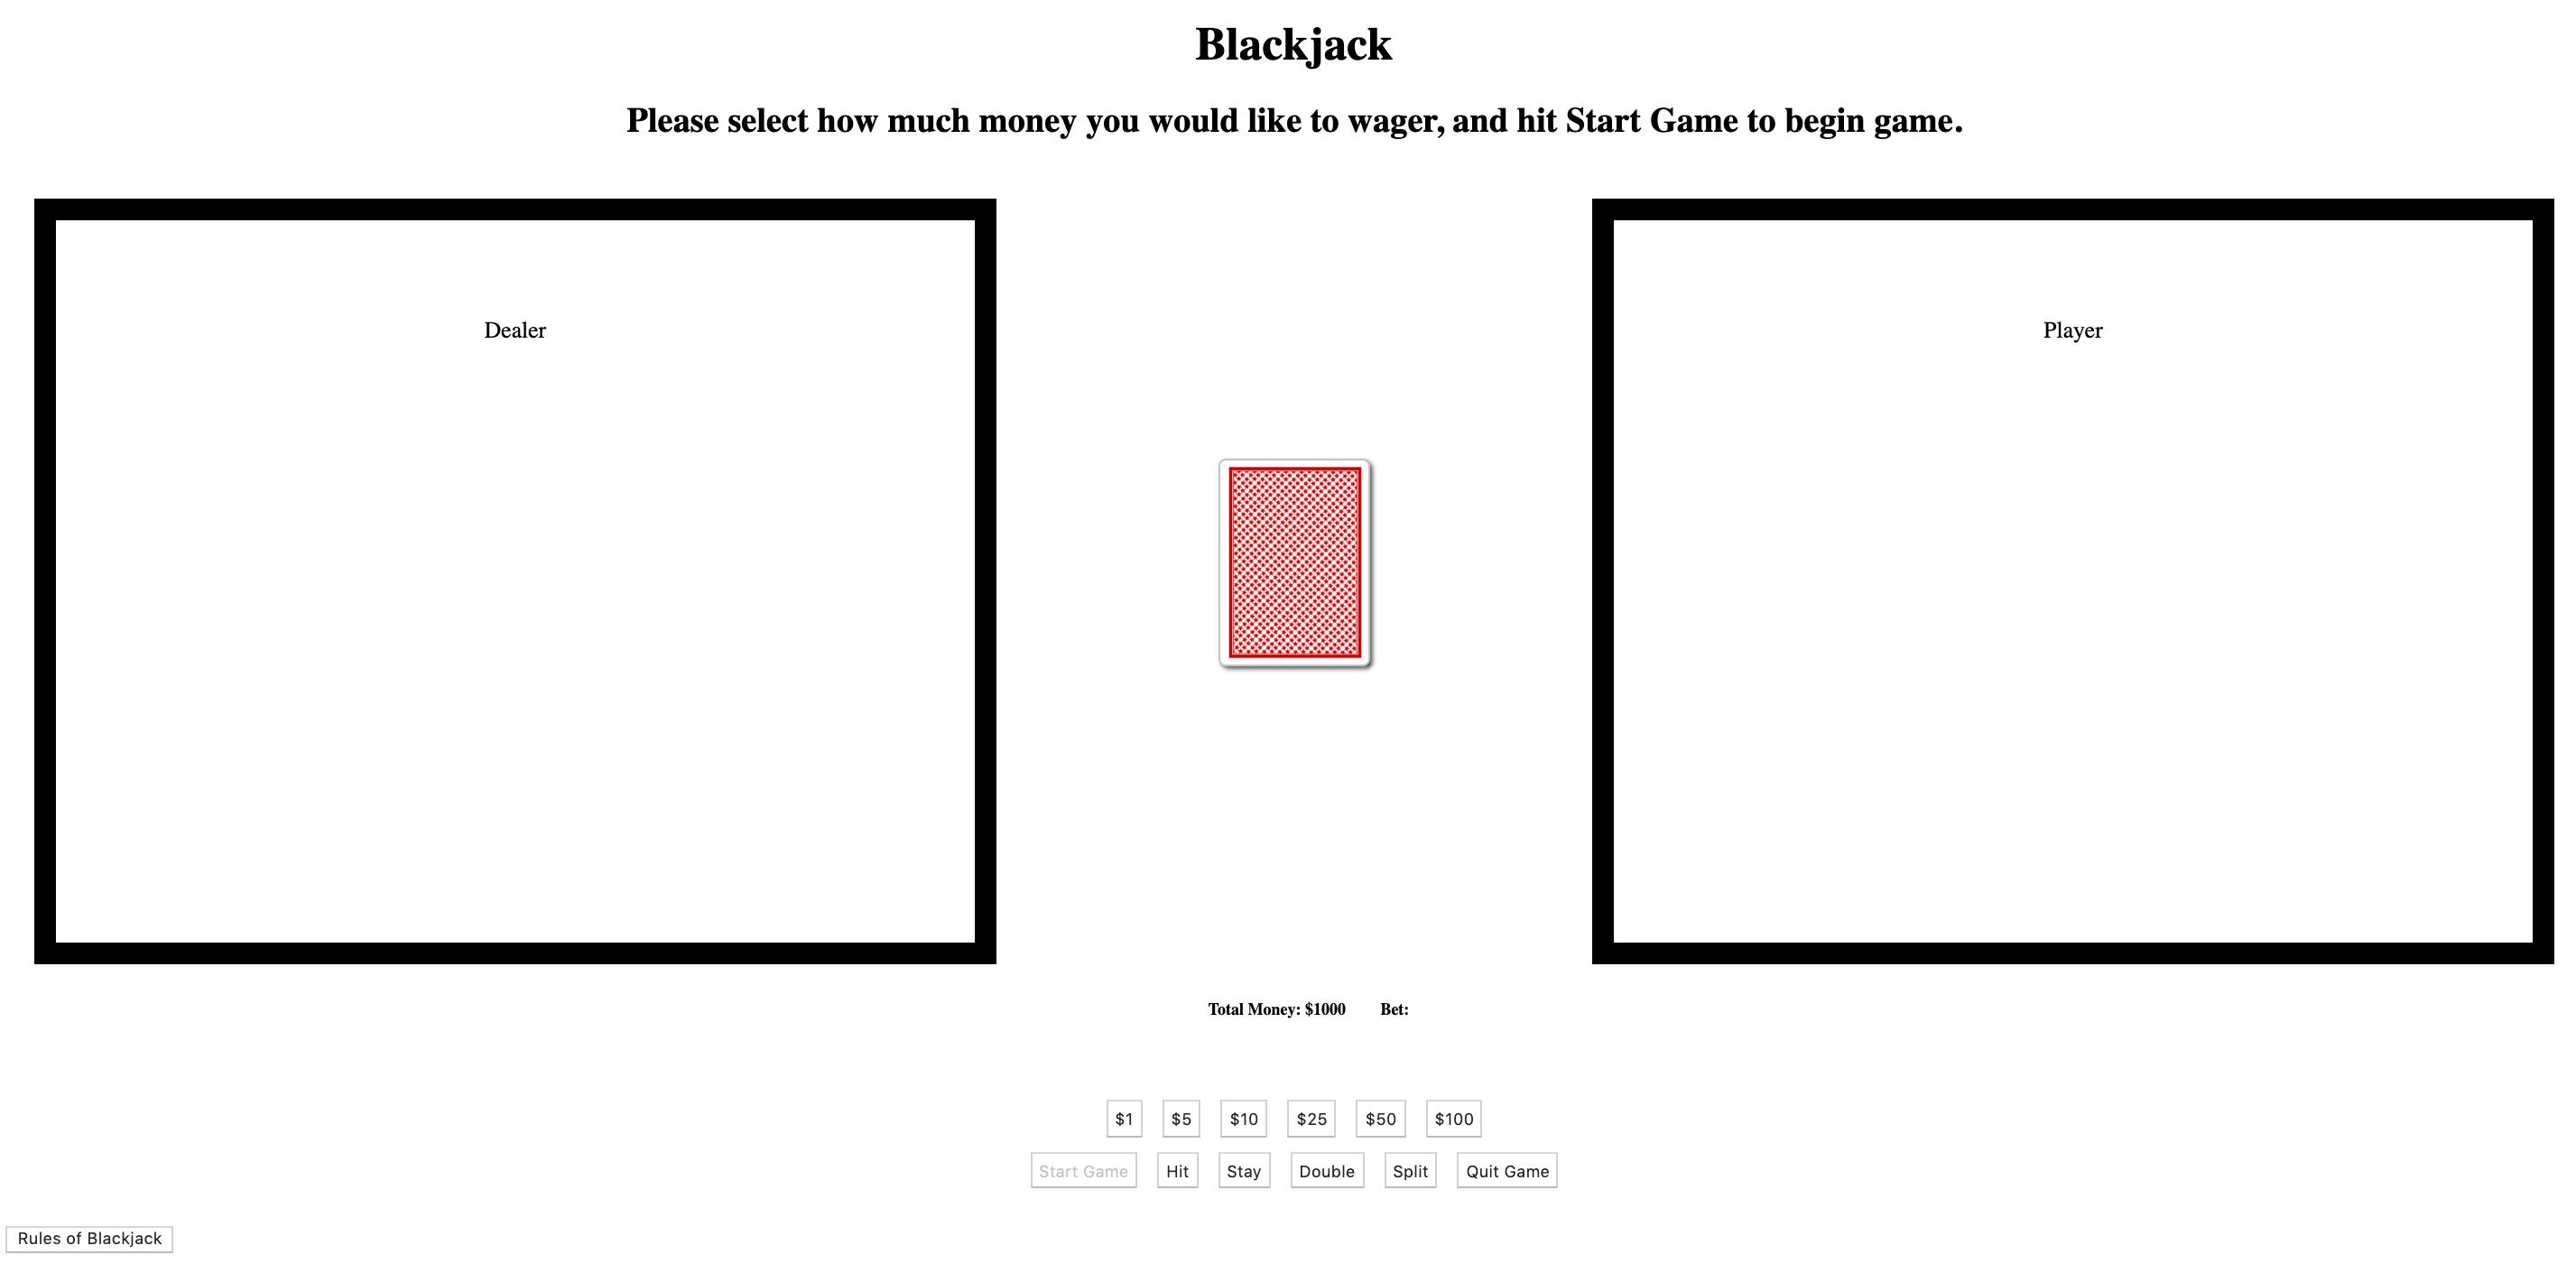 Blackjack
Please select how much money you would like to wager, and hit Start Game to begin game.
Dealer
Player
Total Money: $1000 Bet:
$1 $5 $10 $25 $50 $100
Start Game Hit Stay Double Split Quit Game
Rules of Blackjack